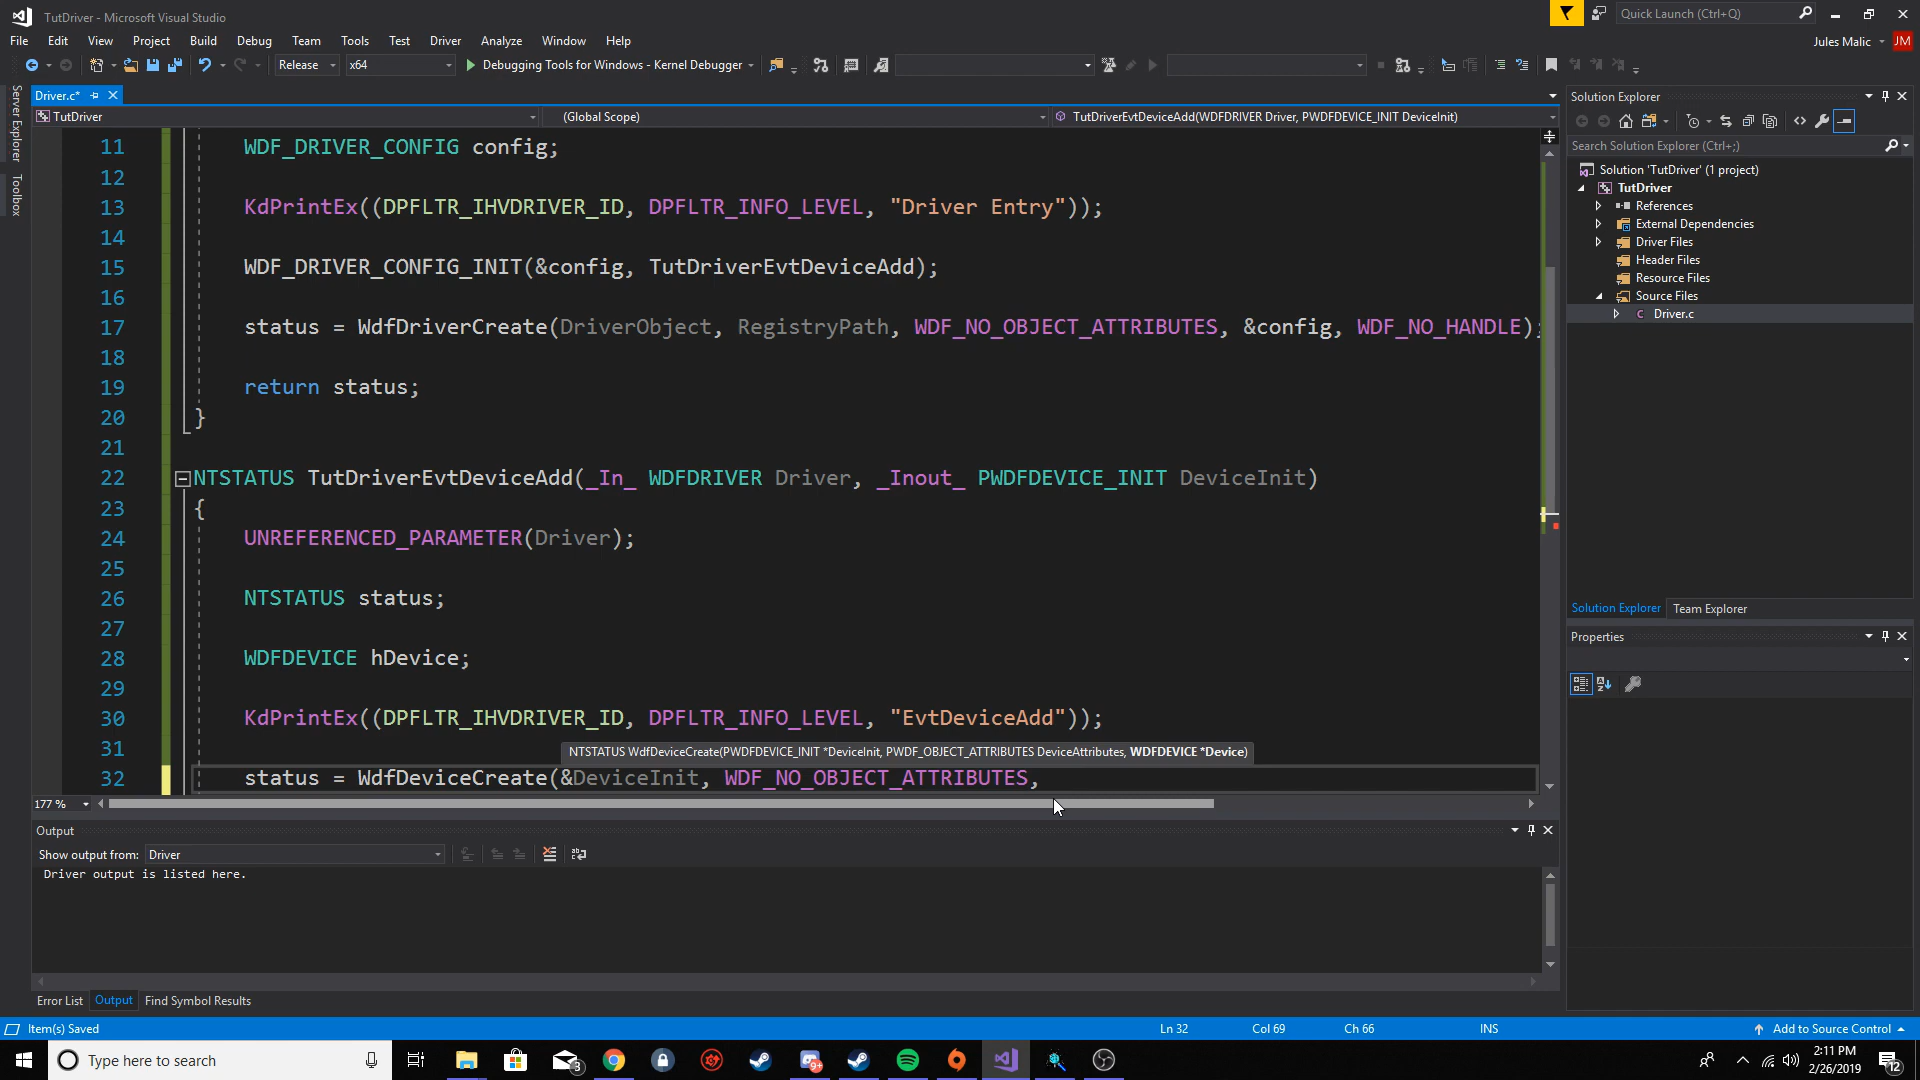 TutDriver - Microsoft Visual Studio
Quick Launch (Ctrl+Q)
File Edit View Project Build Debug Team Tools Test Driver Analyze Window Help
Jules Malic JM
Release x64 Debugging Tools for Windows - Kernel Debugger
Server Explorer
Toolbox
Driver.c*
TutDriver (Global Scope) TutDriverEvtDeviceAdd(WDFDRIVER Driver, PWDFDEVICE_INIT DeviceInit)
11 WDF_DRIVER_CONFIG config;
12
13 KdPrintEx((DPFLTR_IHVDRIVER_ID, DPFLTR_INFO_LEVEL, "Driver Entry"));
14
15 WDF_DRIVER_CONFIG_INIT(&config, TutDriverEvtDeviceAdd);
16
17 status = WdfDriverCreate(DriverObject, RegistryPath, WDF_NO_OBJECT_ATTRIBUTES, &config, WDF_NO_HANDLE);
18
19 return status;
20 }
21
22 NTSTATUS TutDriverEvtDeviceAdd(_In_ WDFDRIVER Driver, _Inout_ PWDFDEVICE_INIT DeviceInit)
23 {
24 UNREFERENCED_PARAMETER(Driver);
25
26 NTSTATUS status;
27
28 WDFDEVICE hDevice;
29
30 KdPrintEx((DPFLTR_IHVDRIVER_ID, DPFLTR_INFO_LEVEL, "EvtDeviceAdd"));
31
NTSTATUS WdfDeviceCreate(PWDFDEVICE_INIT *DeviceInit, PWDF_OBJECT_ATTRIBUTES DeviceAttributes, WDFDEVICE *Device)
32 status = WdfDeviceCreate(&DeviceInit, WDF_NO_OBJECT_ATTRIBUTES,
177 %
Output
Show output from: Driver
Driver output is listed here.
Error List Output Find Symbol Results
Solution Explorer
Search Solution Explorer (Ctrl+;)
Solution 'TutDriver' (1 project)
TutDriver
References
External Dependencies
Driver Files
Header Files
Resource Files
Source Files
Driver.c
Solution Explorer Team Explorer
Properties
Item(s) Saved Ln 32 Col 69 Ch 66 INS Add to Source Control
Type here to search
3
9+
2:11 PM
2/26/2019
12